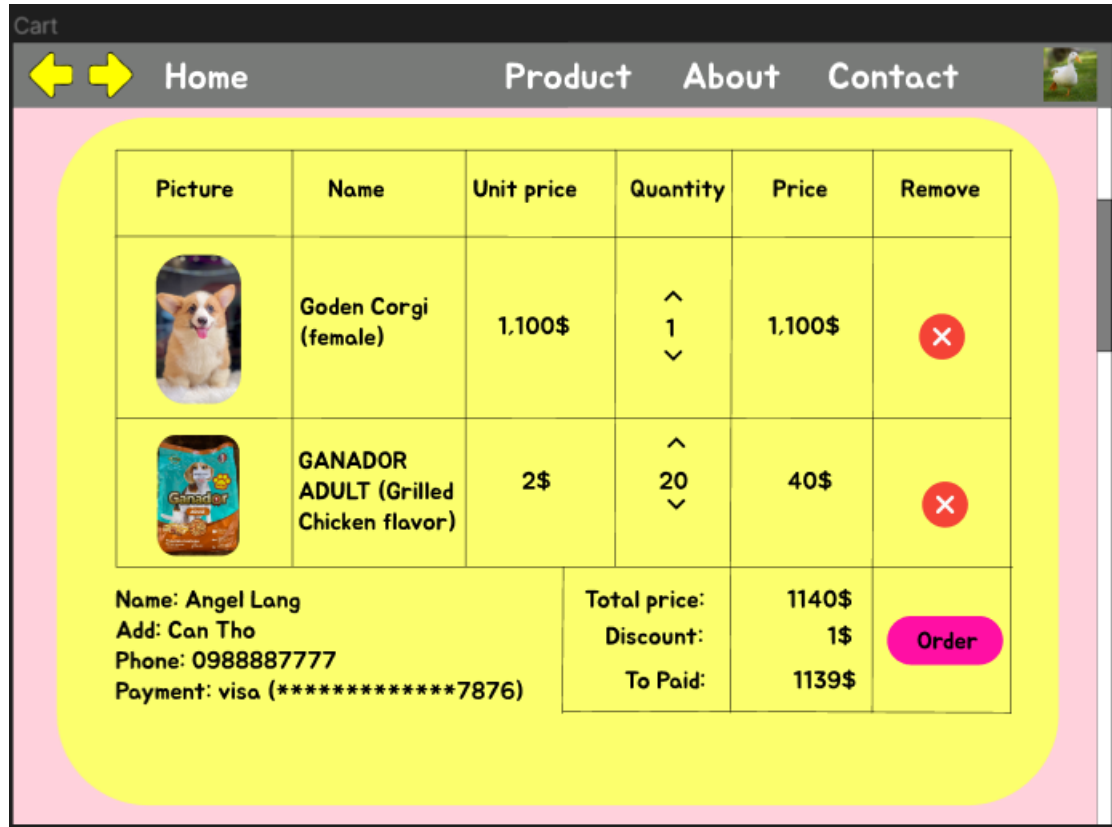 Cart
Home Product About Contact
Picture Name Unit price Quantity Price Remove
Goden Corgi
(female)
1,100$
1
1,100$
Ganador
GANADOR
ADULT (Grilled
Chicken flavor)
2$
20
40$
Name: Angel Lang
Add: Can Tho
Phone: 0988887777
Payment: visa (*************7876)
Total price: 1140$
Discount: 1$
To Paid: 1139$
Order